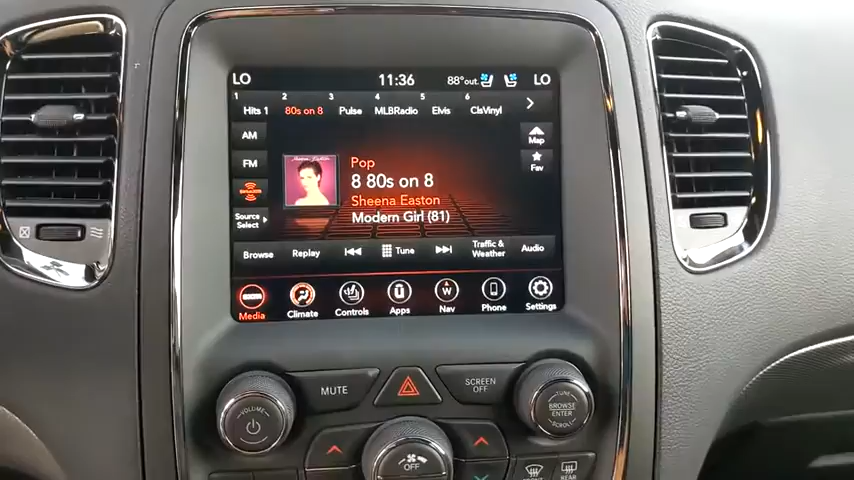 LO 11:36 88° out LO
1 2 3 4 5 6
Hits 1 80s on 8 Pulse MLBRadio Elvis ClsVinyl
AM
Map
FM
Fav
SiriusXM
Source
Select
Pop
8 80s on 8
Sheena Easton
Modern Girl (81)
Browse Replay Tune Traffic &
Weather Audio
Media Climate Controls Apps Nav Phone Settings
W
MUTE
SCREEN
OFF
VOLUME
TUNE
BROWSE
ENTER
SCROLL
OFF
FRONT
REAR